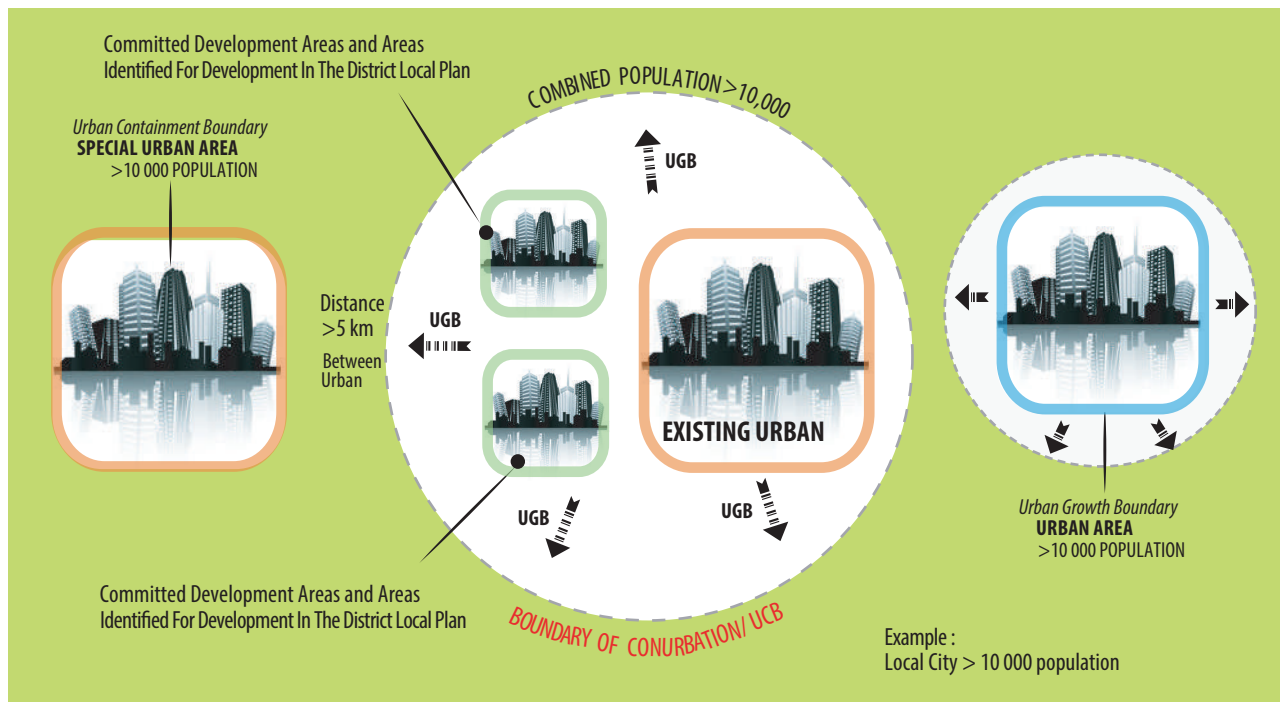 Committed Development Areas and Areas
Identified For Development In The District Local Plan
Urban Containment Boundary
SPECIAL URBAN AREA
>10 000 POPULATION
COMBINED POPULATION >10,000
UGB
Distance
>5 km
Between
Urban
UGB
EXISTING URBAN
UGB
UGB
Urban Growth Boundary
URBAN AREA
>10 000 POPULATION
Committed Development Areas and Areas
Identified For Development In The District Local Plan
BOUNDARY OF CONURBATION/ UCB
Example :
Local City > 10 000 population